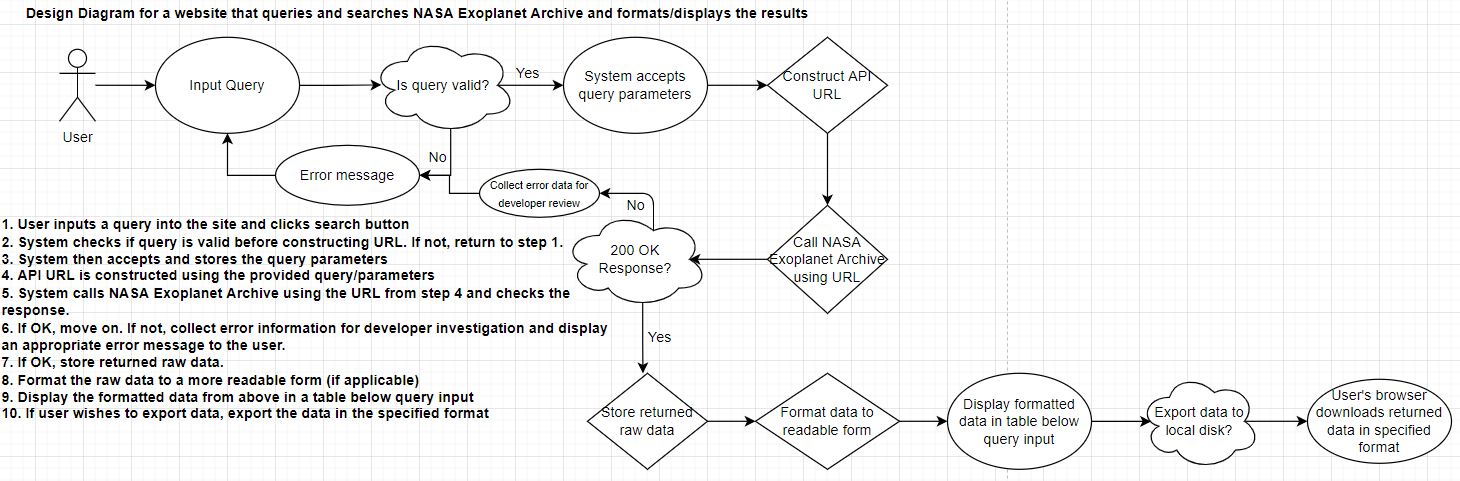 Design Diagram for a website that queries and searches NASA Exoplanet Archive and formats/displays the results
User
Input Query
Is query valid?
Yes
System accepts
query parameters
Construct API
URL
No
Error message
Collect error data for
developer review
No
200 OK
Response?
Call NASA
Exoplanet Archive
using URL
1. User inputs a query into the site and clicks search button
2. System checks if query is valid before constructing URL. If not, return to step 1.
3. System then accepts and stores the query parameters
4. API URL is constructed using the provided query/parameters
5. System calls NASA Exoplanet Archive using the URL from step 4 and checks the
response.
6. If OK, move on. If not, collect error information for developer investigation and display
an appropriate error message to the user.
7. If OK, store returned raw data.
8. Format the raw data to a more readable form (if applicable)
9. Display the formatted data from above in a table below query input
10. If user wishes to export data, export the data in the specified format
Yes
Store returned
raw data
Format data to
readable form
Display formatted
data in table below
query input
Export data to
local disk?
User's browser
downloads returned
data in specified
format